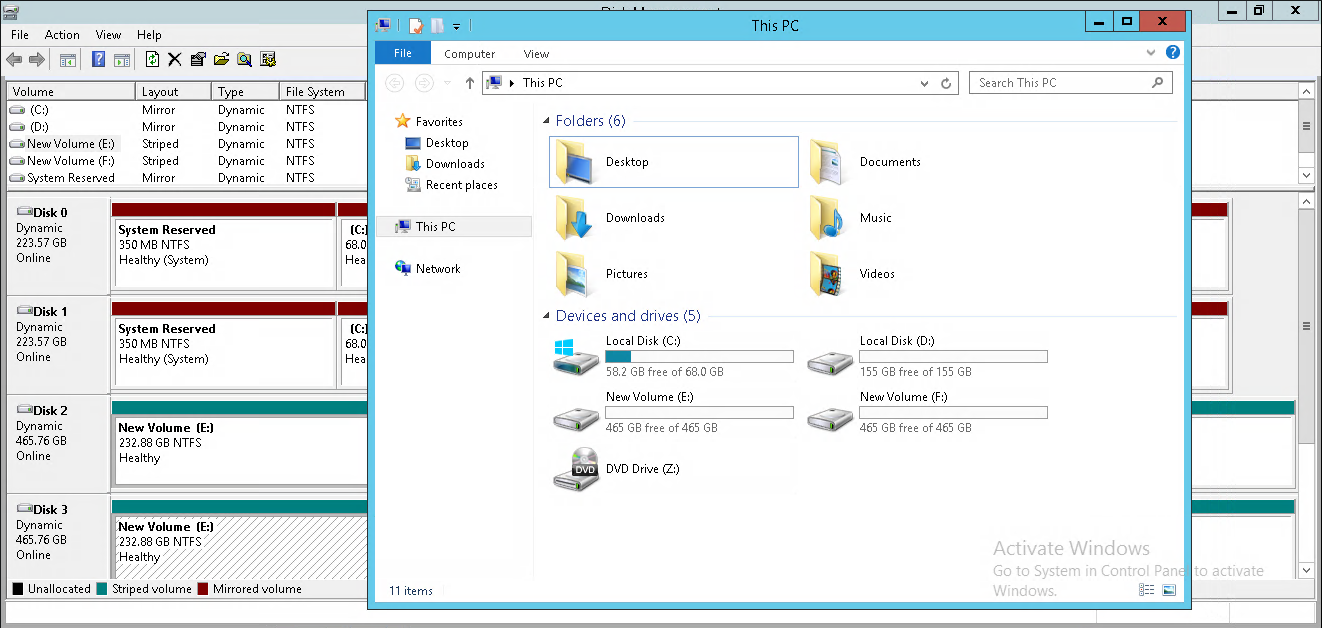 File Action View Help
Volume Layout Type File System
(C:) Mirror Dynamic NTFS
(D:) Mirror Dynamic NTFS
New Volume (E:) Striped Dynamic NTFS
New Volume (F:) Striped Dynamic NTFS
System Reserved Mirror Dynamic NTFS
Disk 0
Dynamic
223.57 GB
Online
System Reserved
350 MB NTFS
Healthy (System)
(C:)
68.0
Hea
Disk 1
Dynamic
223.57 GB
Online
System Reserved
350 MB NTFS
Healthy (System)
(C:)
68.0
Hea
Disk 2
Dynamic
465.76 GB
Online
New Volume (E:)
232.88 GB NTFS
Healthy
Disk 3
Dynamic
465.76 GB
Online
New Volume (E:)
232.88 GB NTFS
Healthy
Unallocated Striped volume Mirrored volume
This PC
File Computer View
This PC
Search This PC
Favorites
Desktop
Downloads
Recent places
This PC
Network
Folders (6)
Desktop
Documents
Downloads
Music
Pictures
Videos
Devices and drives (5)
Local Disk (C:)
58.2 GB free of 68.0 GB
Local Disk (D:)
155 GB free of 155 GB
New Volume (E:)
465 GB free of 465 GB
New Volume (F:)
465 GB free of 465 GB
DVD
DVD Drive (Z:)
11 items
Activate Windows
Go to System in Control Panel to activate
Windows.